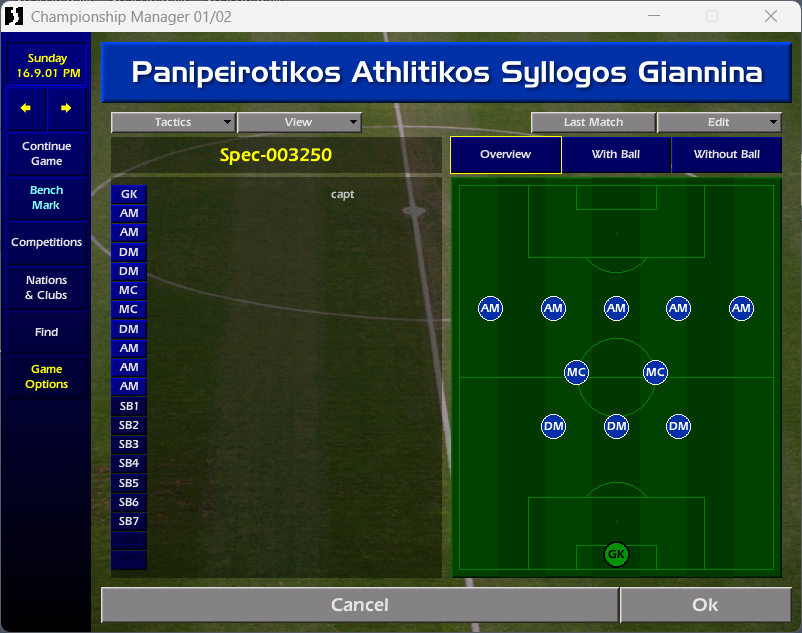 Championship Manager 01/02
Sunday
16.9.01 PM
Panipeirotikos Athlitikos Syllogos Giannina
Continue
Game
Bench
Mark
Competitions
Nations
& Clubs
Find
Game
Options
Tactics
View
Last Match
Edit
Spec-003250
Overview
With Ball
Without Ball
GK
capt
AM
AM
DM
DM
MC
MC
DM
AM
AM
AM
SB1
SB2
SB3
SB4
SB5
SB6
SB7
AM AM AM AM AM
MC MC
DM DM DM
GK
Cancel
Ok